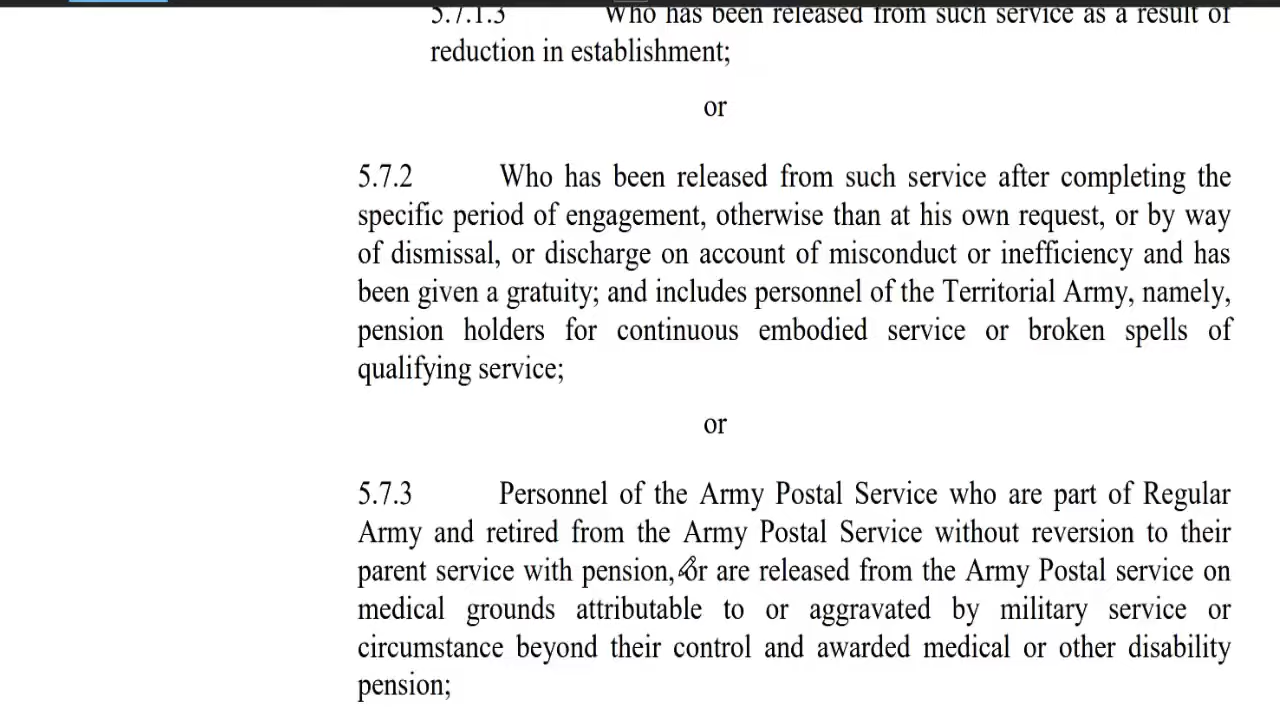 5.7.1.3 Who has been released from such service as a result of
reduction in establishment;
or
5.7.2 Who has been released from such service after completing the
specific period of engagement, otherwise than at his own request, or by way
of dismissal, or discharge on account of misconduct or inefficiency and has
been given a gratuity; and includes personnel of the Territorial Army, namely,
pension holders for continuous embodied service or broken spells of
qualifying service;
or
5.7.3 Personnel of the Army Postal Service who are part of Regular
Army and retired from the Army Postal Service without reversion to their
parent service with pension, or are released from the Army Postal service on
medical grounds attributable to or aggravated by military service or
circumstance beyond their control and awarded medical or other disability
pension;